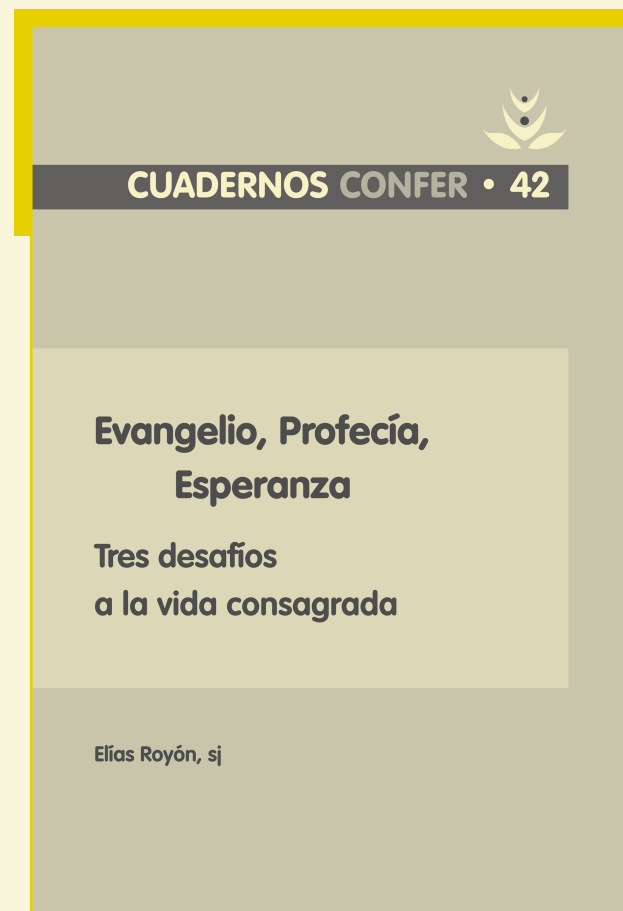 CUADERNOS CONFER • 42
Evangelio, Profecía,
Esperanza
Tres desafíos
a la vida consagrada
Elías Royón, sj